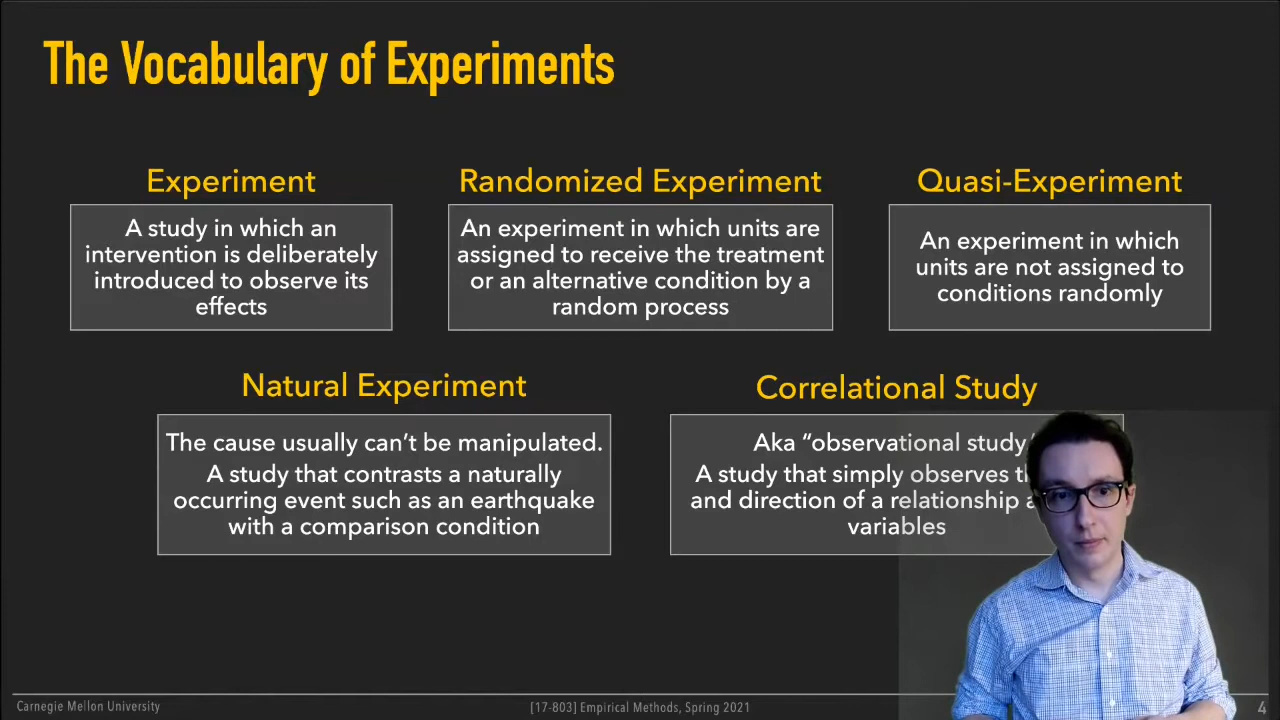 The Vocabulary of Experiments
Experiment
A study in which an
intervention is deliberately
introduced to observe its
effects
Randomized Experiment
An experiment in which units are
assigned to receive the treatment
or an alternative condition by a
random process
Quasi-Experiment
An experiment in which
units are not assigned to
conditions randomly
Natural Experiment
The cause usually can’t be manipulated.
A study that contrasts a naturally
occurring event such as an earthquake
with a comparison condition
Correlational Study
Aka “observational study”
A study that simply observes
and direction of a relationship
variables
Carnegie Mellon University
[17-803] Empirical Methods, Spring 2021
4